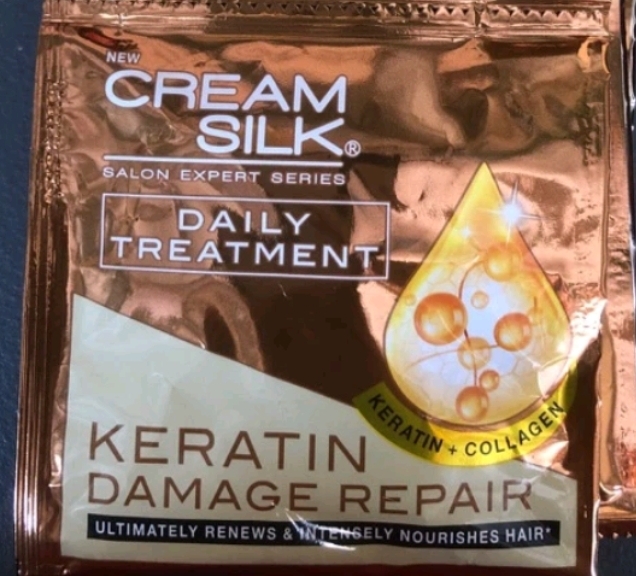 NEW
CREAM
SILK®
SALON EXPERT SERIES
DAILY
TREATMENT
KERATIN + COLLAGEN
KERATIN
DAMAGE REPAIR
ULTIMATELY RENEWS & INTENSELY NOURISHES HAIR*